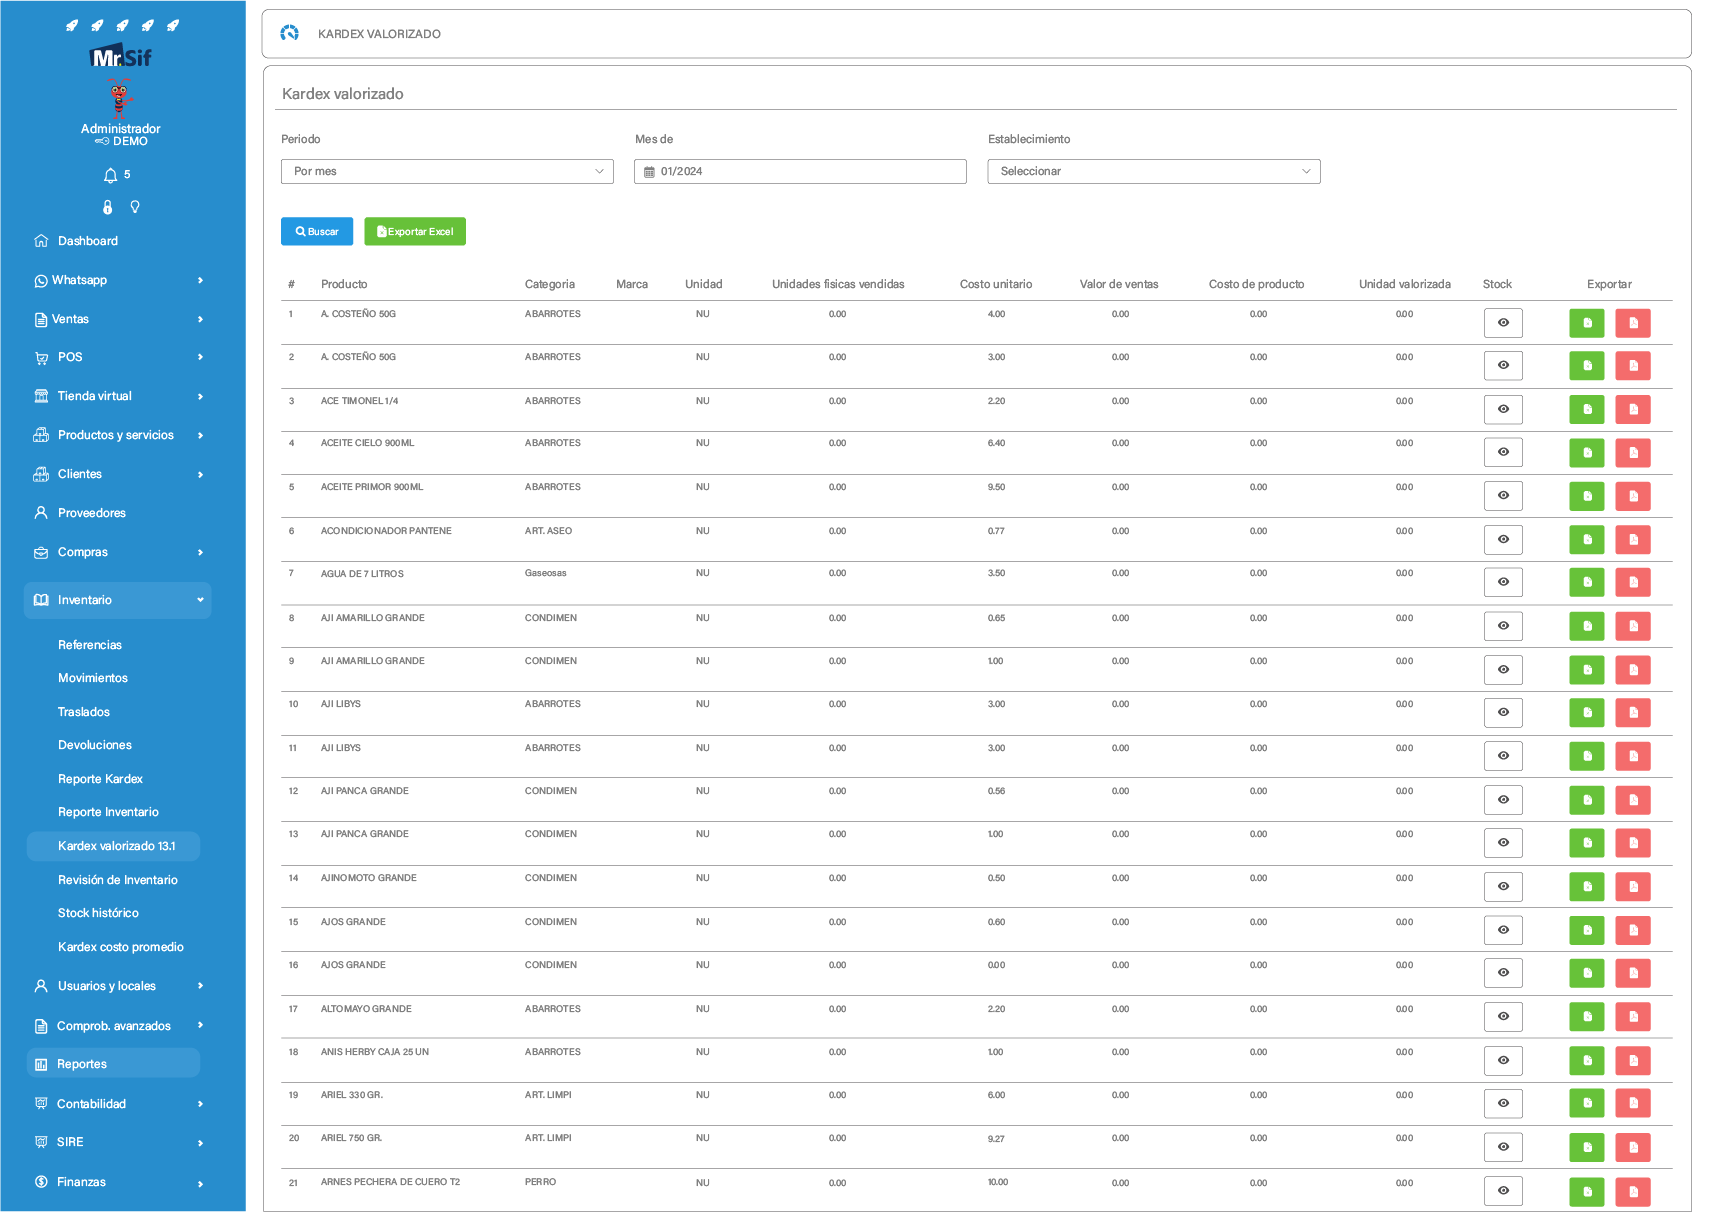 Mr.Sif
Administrador
DEMO
5
Dashboard
Whatsapp
Ventas
POS
Tienda virtual
Productos y servicios
Clientes
Proveedores
Compras
Inventario
Referencias
Movimientos
Traslados
Devoluciones
Reporte Kardex
Reporte Inventario
Kardex valorizado 13.1
Revisión de Inventario
Stock histórico
Kardex costo promedio
Usuarios y locales
Comprob. avanzados
Reportes
Contabilidad
SIRE
Finanzas
KARDEX VALORIZADO
Kardex valorizado
Periodo Mes de Establecimiento
Por mes 01/2024 Seleccionar
Buscar Exportar Excel
# Producto Categoria Marca Unidad Unidades fisicas vendidas Costo unitario Valor de ventas Costo de producto Unidad valorizada Stock Exportar
1 A. COSTEÑO 50G ABARROTES NU 0.00 4.00 0.00 0.00 0.00
2 A. COSTEÑO 50G ABARROTES NU 0.00 3.00 0.00 0.00 0.00
3 ACE TIMONEL 1/4 ABARROTES NU 0.00 2.20 0.00 0.00 0.00
4 ACEITE CIELO 900ML ABARROTES NU 0.00 6.40 0.00 0.00 0.00
5 ACEITE PRIMOR 900ML ABARROTES NU 0.00 9.50 0.00 0.00 0.00
6 ACONDICIONADOR PANTENE ART. ASEO NU 0.00 0.77 0.00 0.00 0.00
7 AGUA DE 7 LITROS Gaseosas NU 0.00 3.50 0.00 0.00 0.00
8 AJI AMARILLO GRANDE CONDIMEN NU 0.00 0.65 0.00 0.00 0.00
9 AJI AMARILLO GRANDE CONDIMEN NU 0.00 1.00 0.00 0.00 0.00
10 AJI LIBYS ABARROTES NU 0.00 3.00 0.00 0.00 0.00
11 AJI LIBYS ABARROTES NU 0.00 3.00 0.00 0.00 0.00
12 AJI PANCA GRANDE CONDIMEN NU 0.00 0.56 0.00 0.00 0.00
13 AJI PANCA GRANDE CONDIMEN NU 0.00 1.00 0.00 0.00 0.00
14 AJINOMOTO GRANDE CONDIMEN NU 0.00 0.50 0.00 0.00 0.00
15 AJOS GRANDE CONDIMEN NU 0.00 0.60 0.00 0.00 0.00
16 AJOS GRANDE CONDIMEN NU 0.00 0.00 0.00 0.00 0.00
17 ALTOMAYO GRANDE ABARROTES NU 0.00 2.20 0.00 0.00 0.00
18 ANIS HERBY CAJA 25 UN ABARROTES NU 0.00 1.00 0.00 0.00 0.00
19 ARIEL 330 GR. ART. LIMPI NU 0.00 6.00 0.00 0.00 0.00
20 ARIEL 750 GR. ART. LIMPI NU 0.00 9.27 0.00 0.00 0.00
21 ARNES PECHERA DE CUERO T2 PERRO NU 0.00 10.00 0.00 0.00 0.00